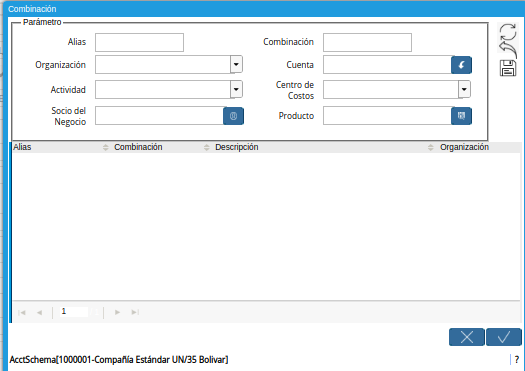 Combinación
Parámetro
Alias
Combinación
Organización
Cuenta
Actividad
Centro de
Costos
Socio del
Negocio
Producto
Alias Combinación Descripción Organización
1
AcctSchema[1000001-Compañía Estándar UN/35 Bolivar]
?